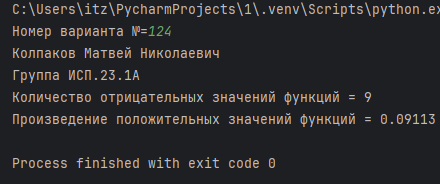 C:\Users\itz\PycharmProjects\1\.venv\Scripts\python.ex
Номер варианта №=124
Колпаков Матвей Николаевич
Группа ИСП.23.1А
Количество отрицательных значений функций = 9
Произведение положительных значений функций = 0.09113
Process finished with exit code 0